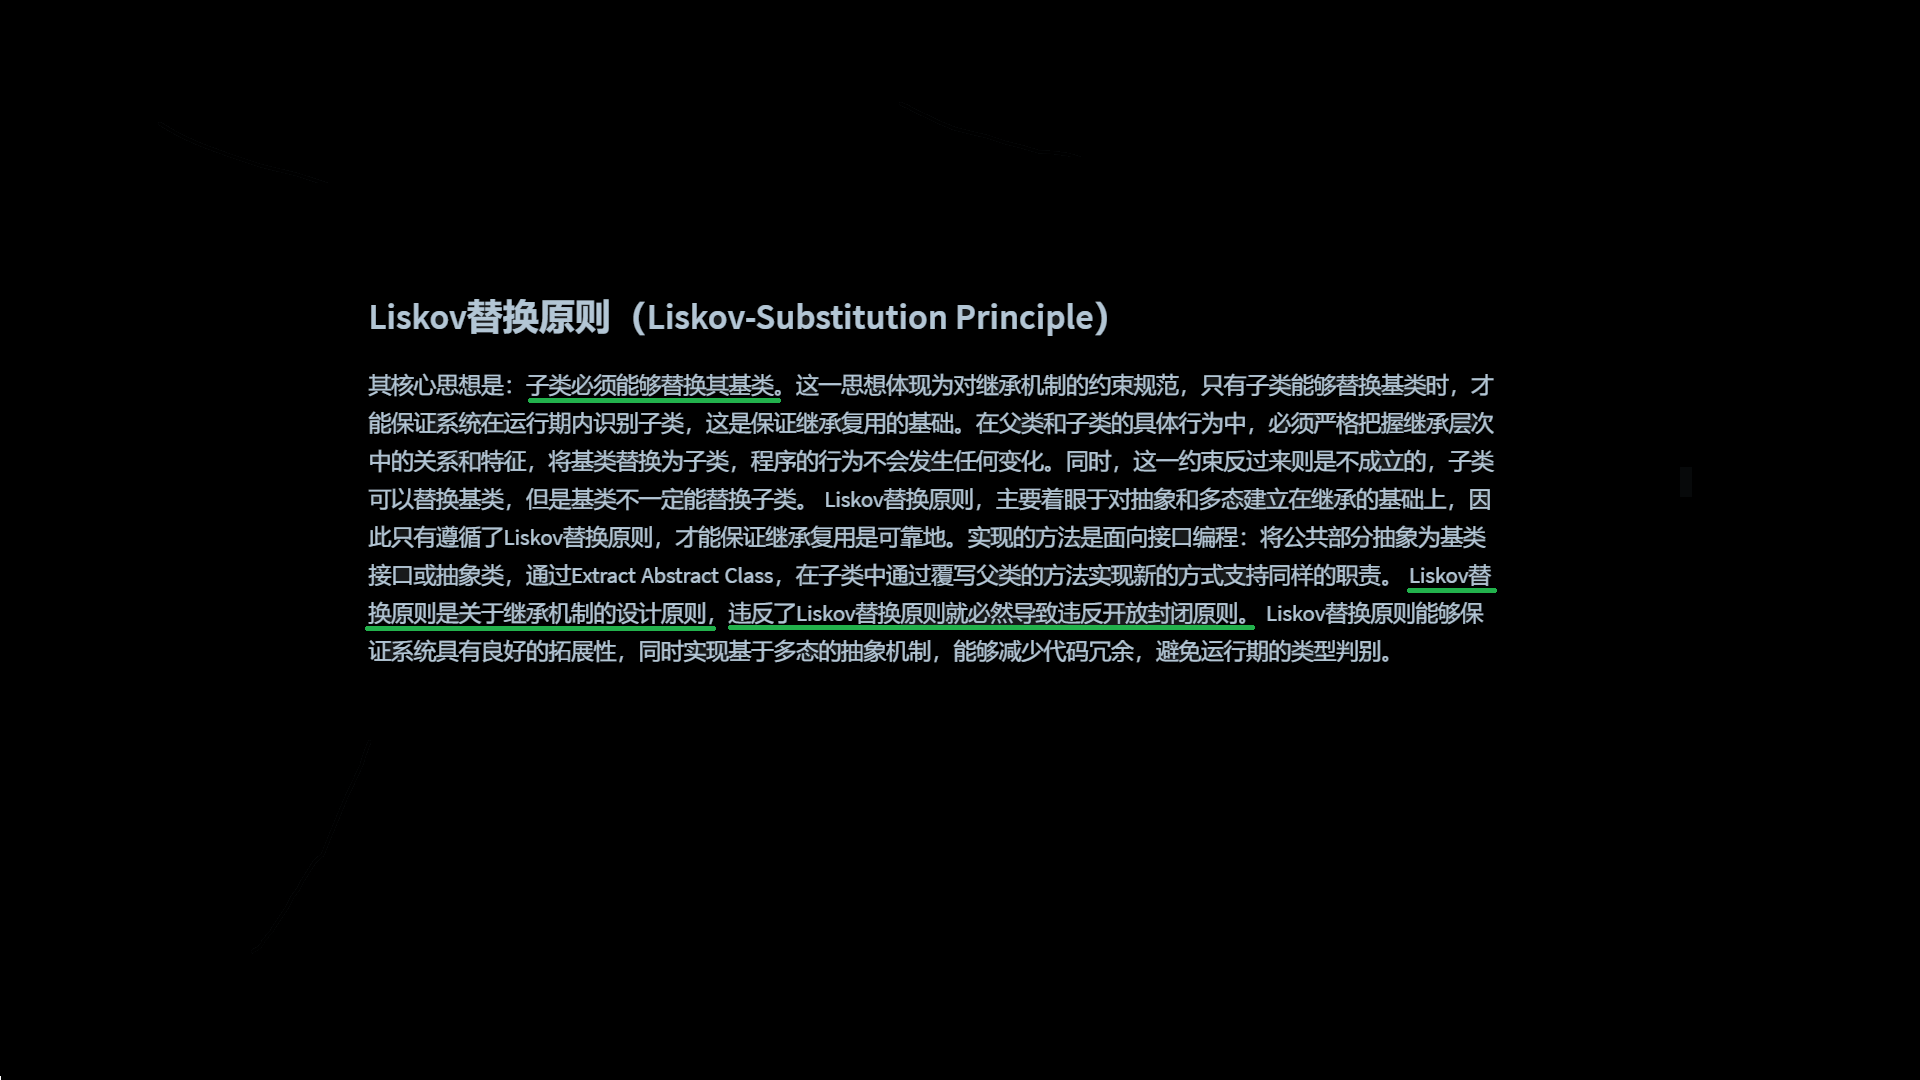 Liskov替换原则（Liskov-Substitution Principle）
其核心思想是：子类必须能够替换其基类。这一思想体现为对继承机制的约束规范，只有子类能够替换基类时，才
能保证系统在运行期内识别子类，这是保证继承复用的基础。在父类和子类的具体行为中，必须严格把握继承层次
中的关系和特征，将基类替换为子类，程序的行为不会发生任何变化。同时，这一约束反过来则是不成立的，子类
可以替换基类，但是基类不一定能替换子类。 Liskov替换原则，主要着眼于对抽象和多态建立在继承的基础上，因
此只有遵循了Liskov替换原则，才能保证继承复用是可靠地。实现的方法是面向接口编程：将公共部分抽象为基类
接口或抽象类，通过Extract Abstract Class，在子类中通过覆写父类的方法实现新的方式支持同样的职责。 Liskov替
换原则是关于继承机制的设计原则，违反了Liskov替换原则就必然导致违反开放封闭原则。 Liskov替换原则能够保
证系统具有良好的拓展性，同时实现基于多态的抽象机制，能够减少代码冗余，避免运行期的类型判别。